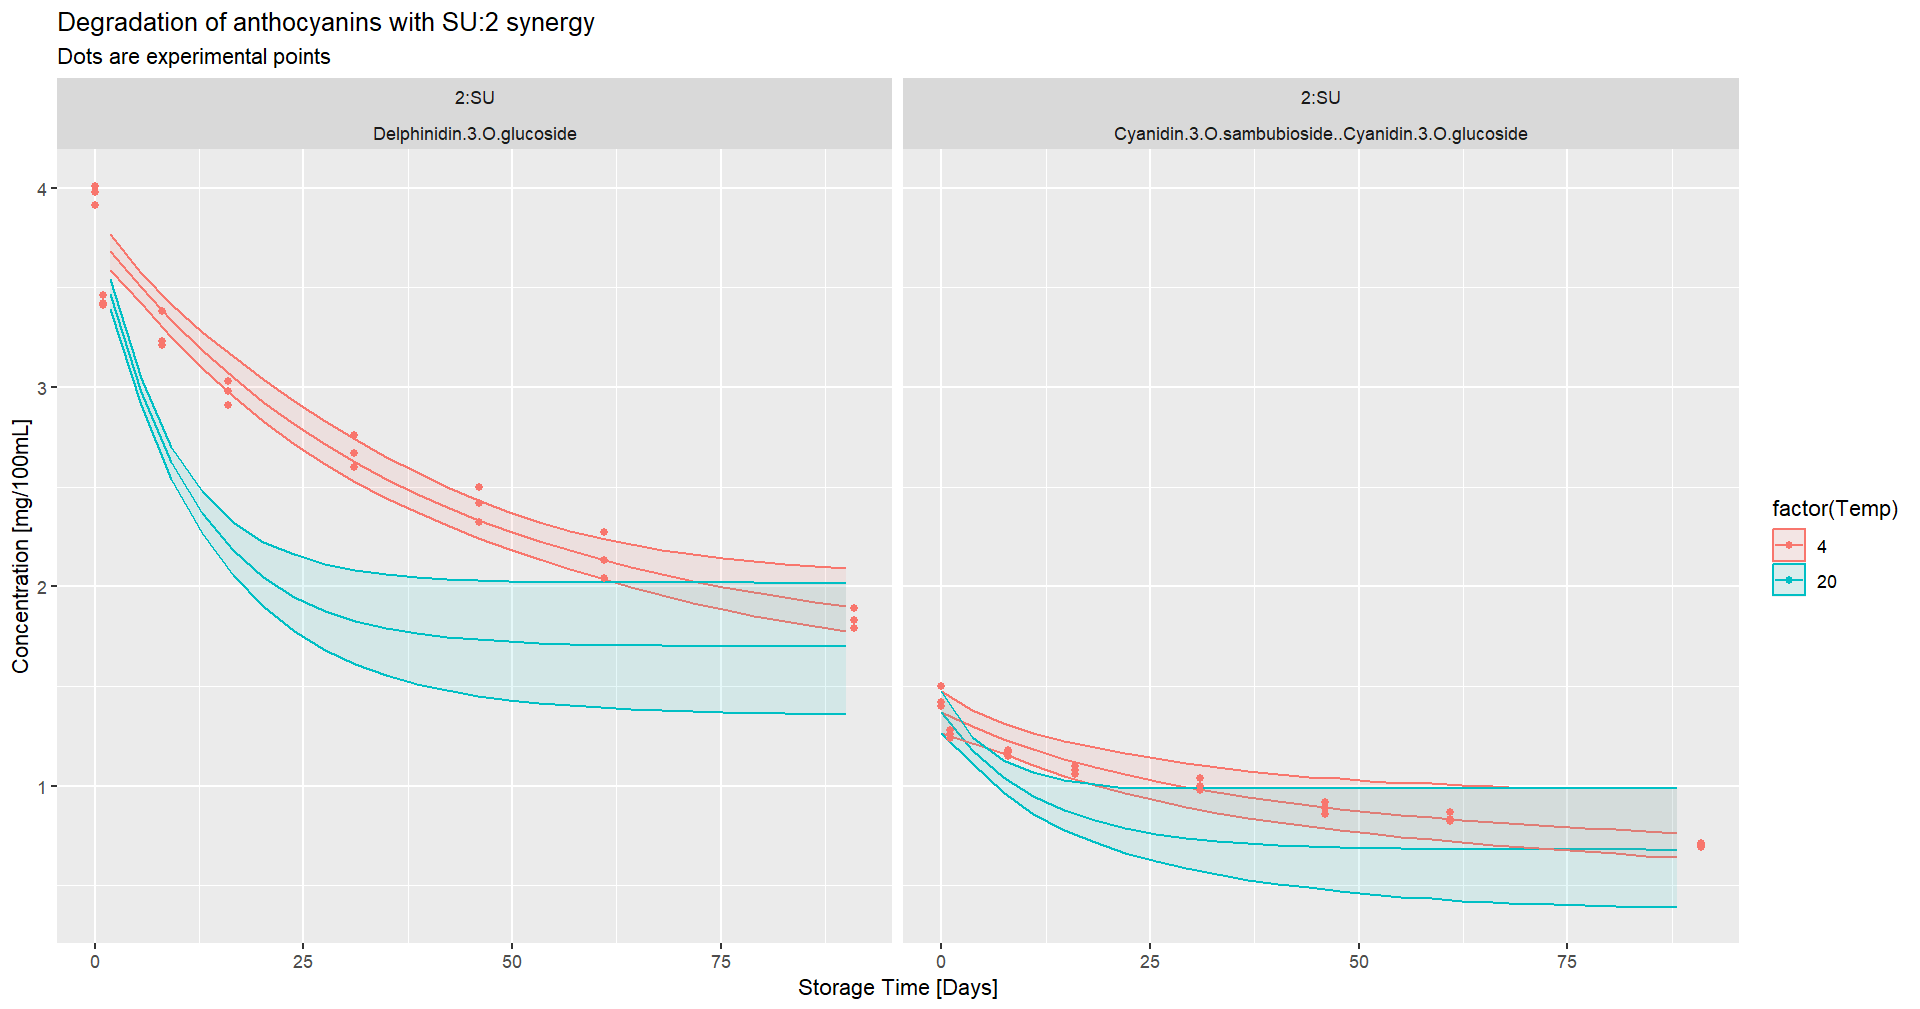 Degradation of anthocyanins with SU:2 synergy
Dots are experimental points
2:SU
Delphinidin.3.O.glucoside
2:SU
Cyanidin.3.O.sambubioside..Cyanidin.3.O.glucoside
Concentration [mg/100mL]
4
3
2
1
0 25 50 75
0 25 50 75
Storage Time [Days]
factor(Temp)
4
20